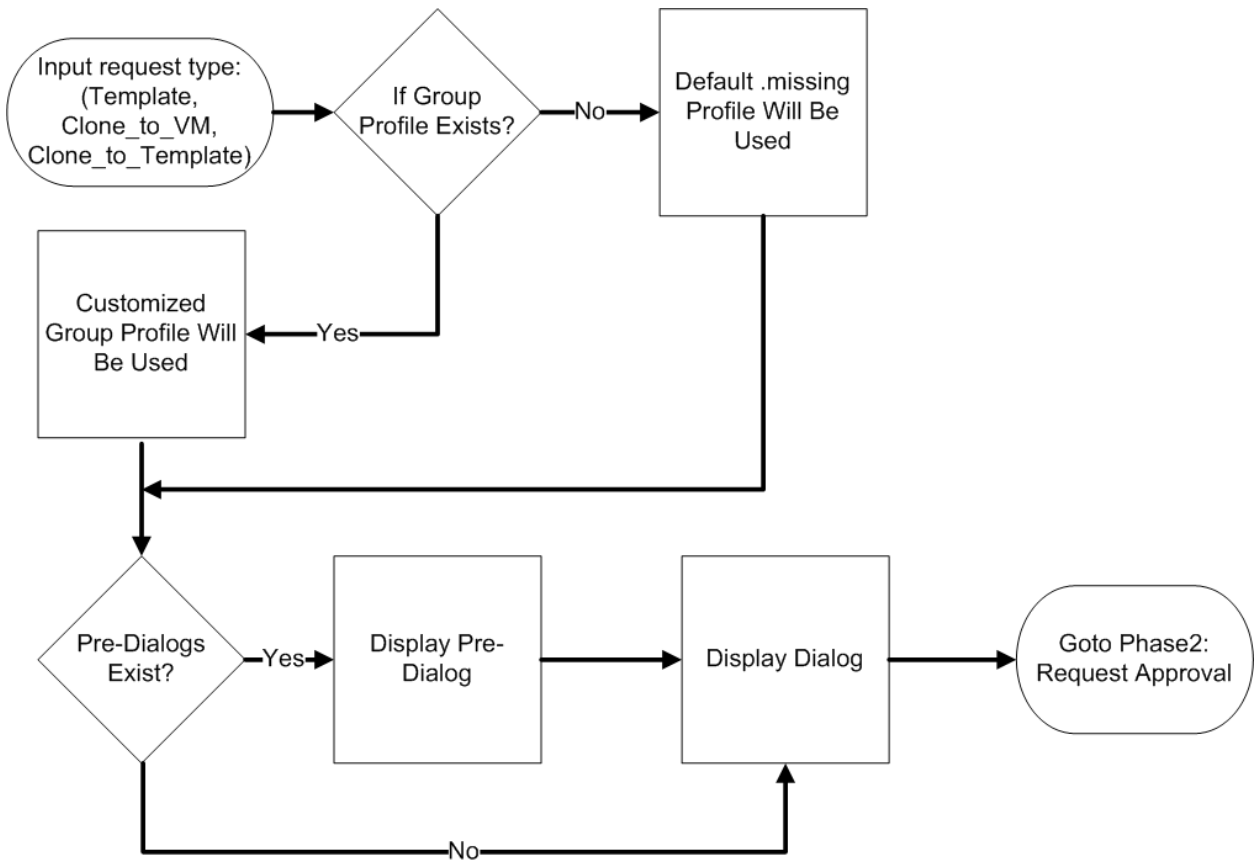 Input request type:
(Template,
Clone_to_VM,
Clone_to_Template)
If Group
Profile Exists?
No
Default .missing
Profile Will Be
Used
Customized
Group Profile Will
Be Used
Yes
Pre-Dialogs
Exist?
Yes
Display Pre-
Dialog
Display Dialog
Goto Phase2:
Request Approval
No